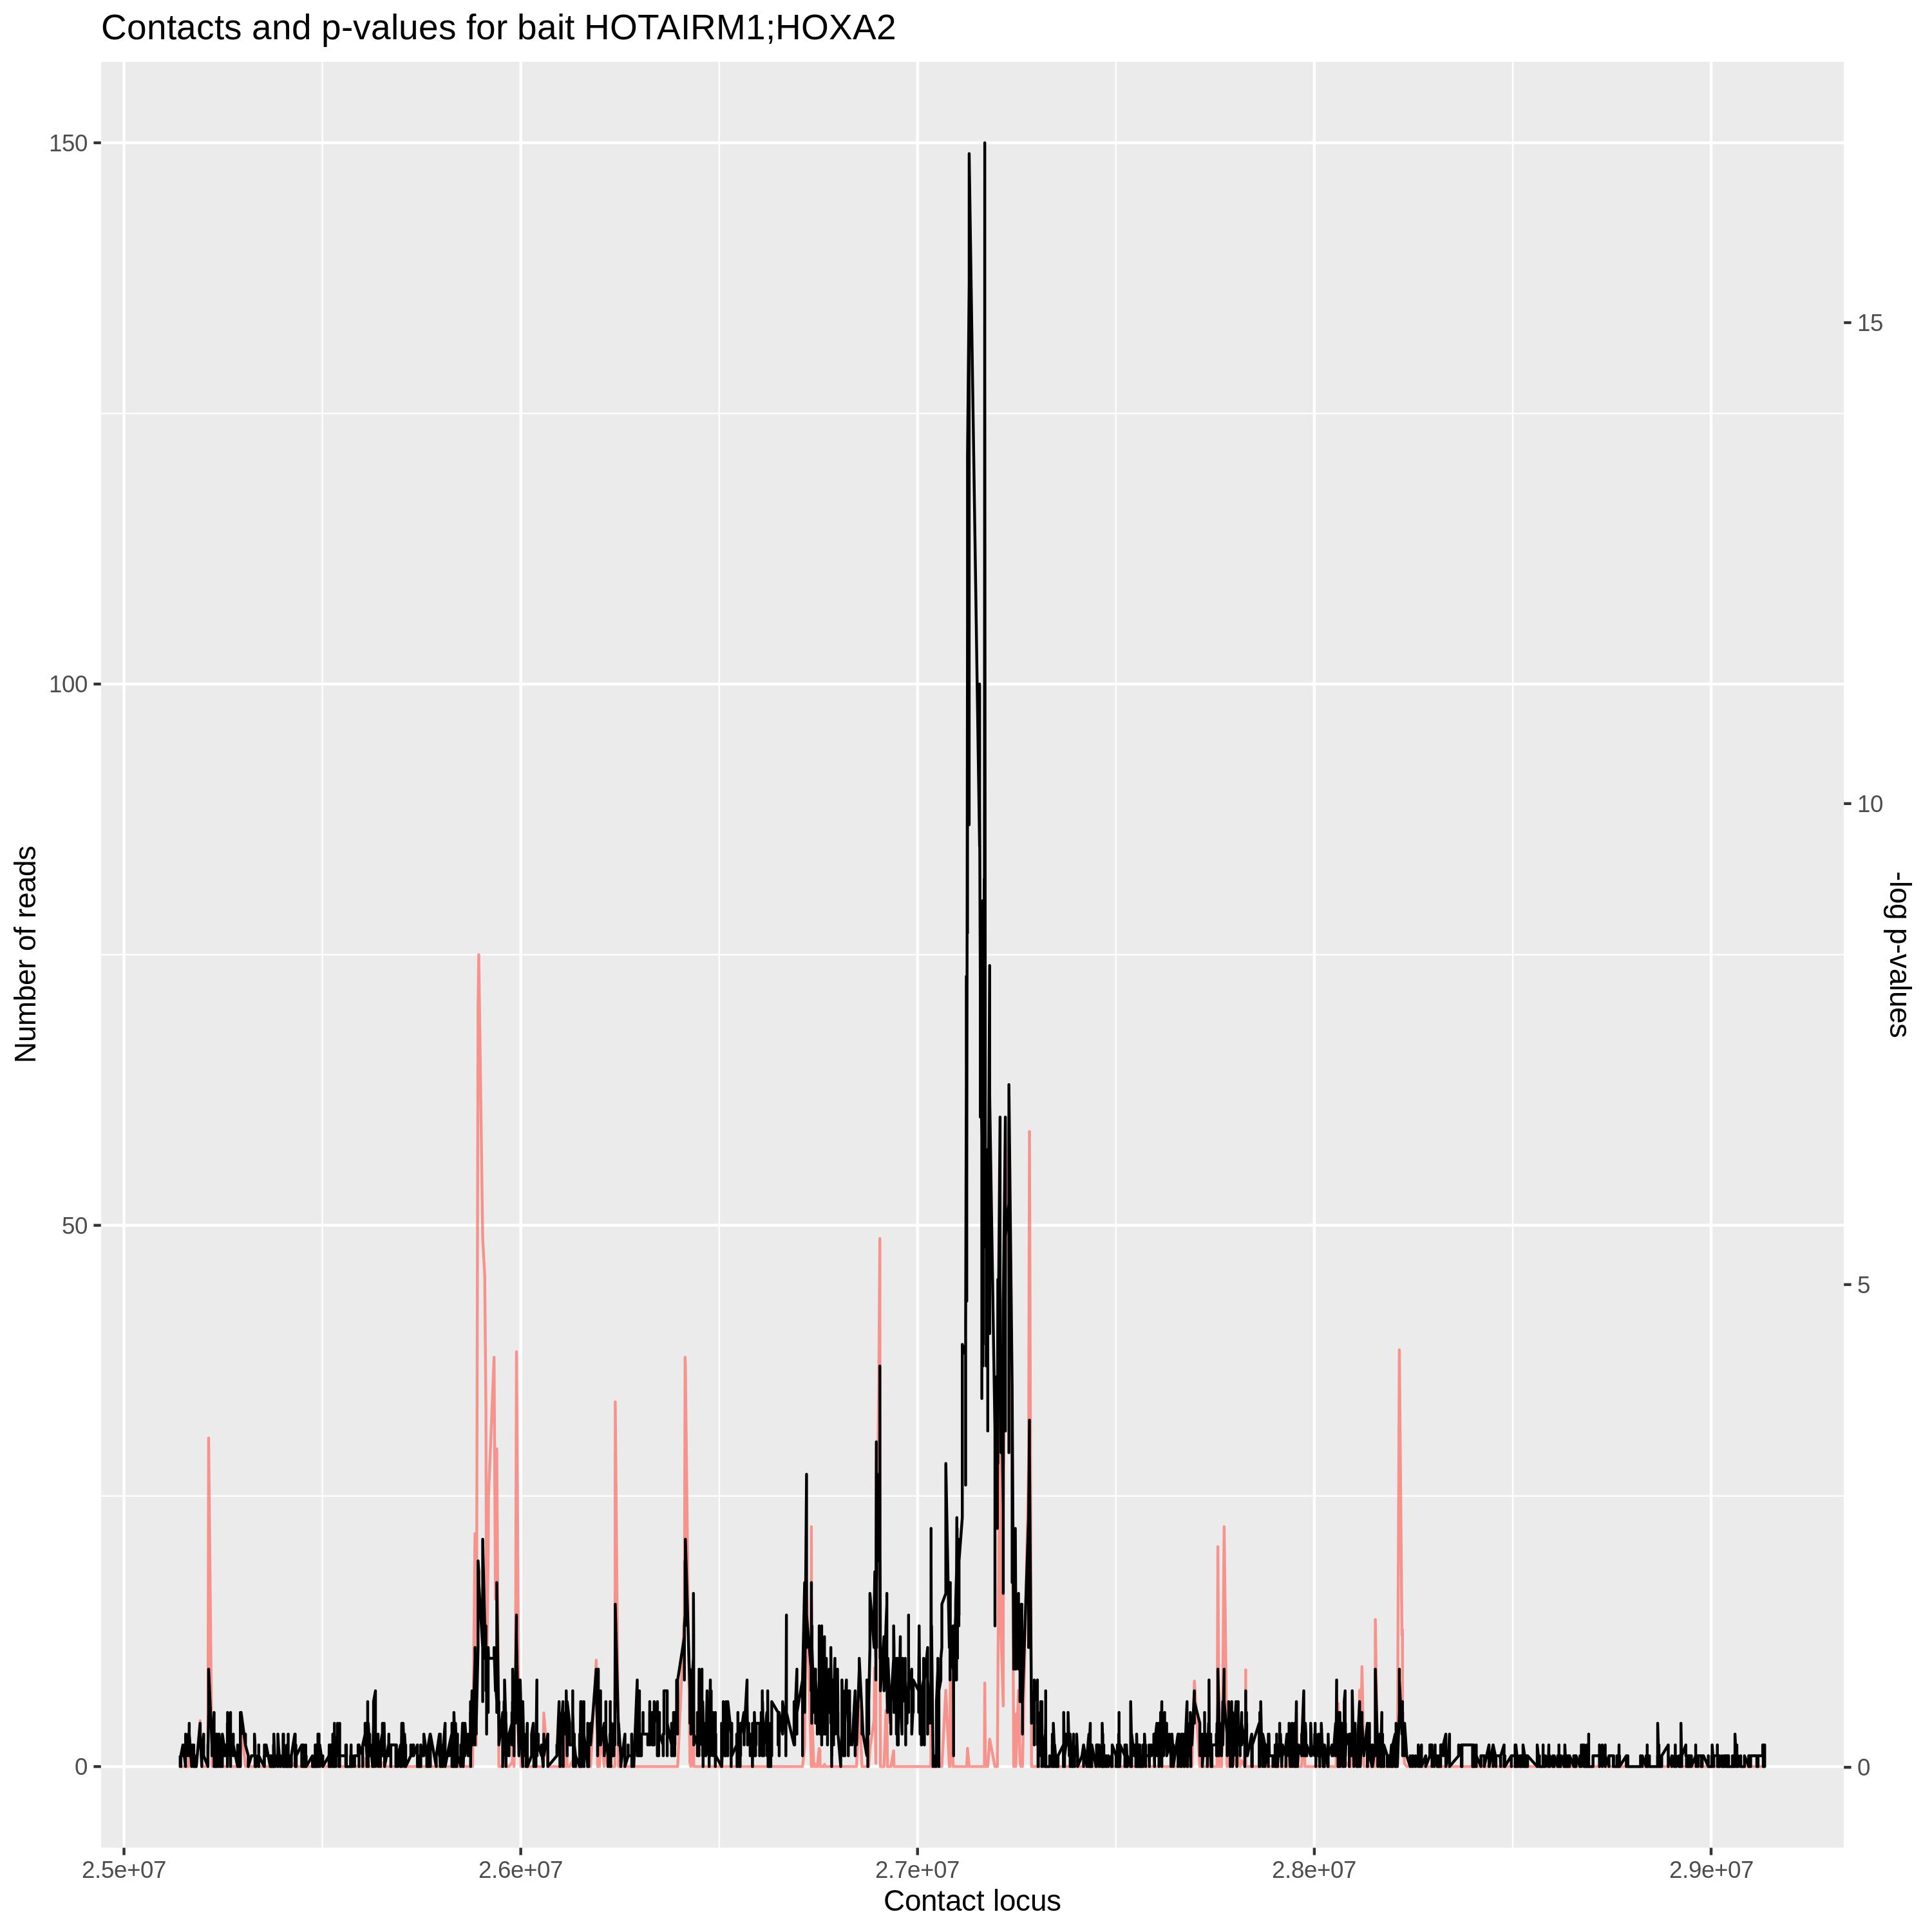 Contacts and p-values for bait HOTAIRM1;HOXA2
150
100
50
0
Number of reads
15
10
5
0
-log p-values
2.5e+07 2.6e+07 2.7e+07 2.8e+07 2.9e+07
Contact locus